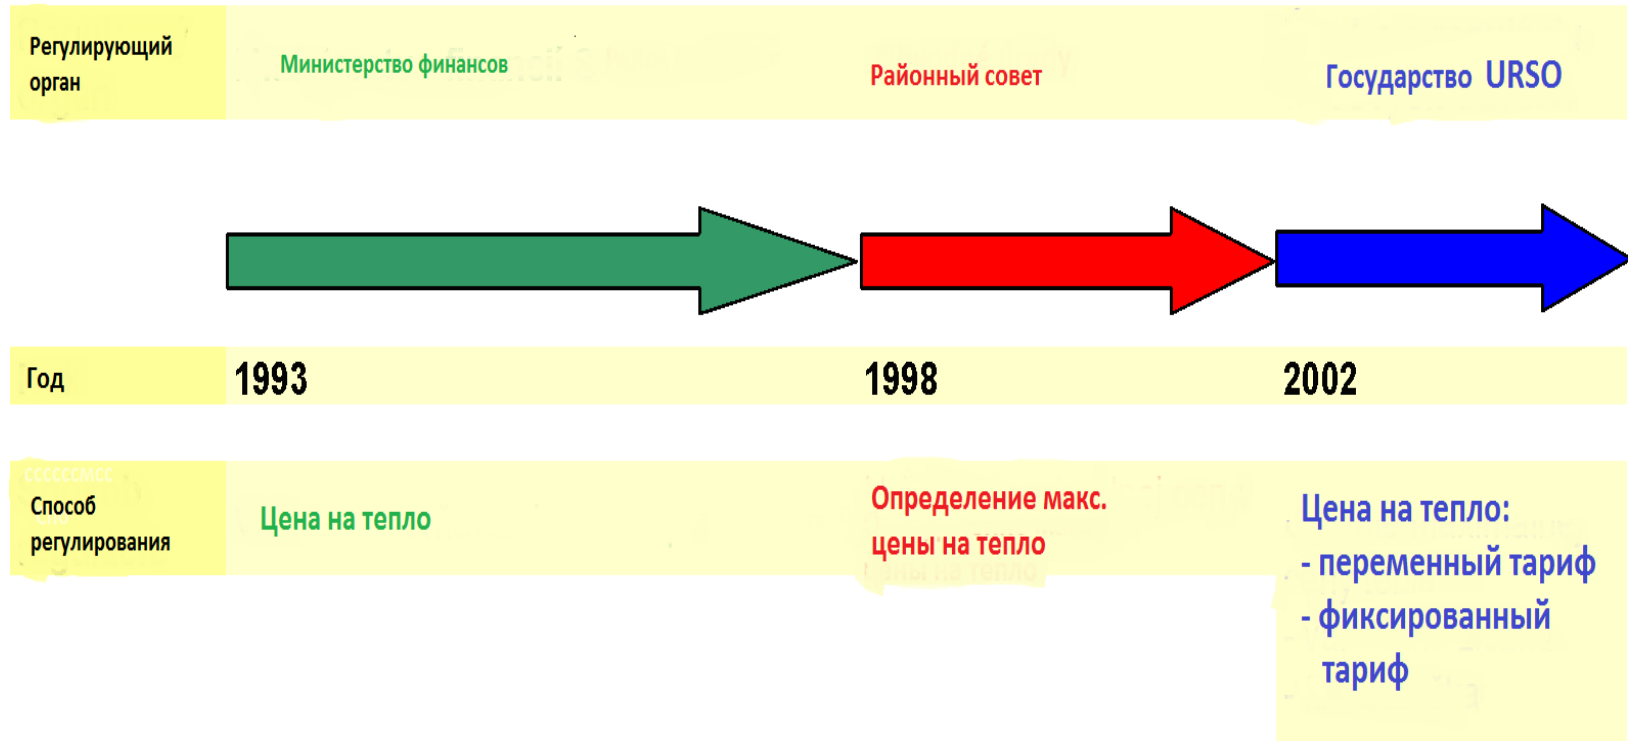 Регулирующий
орган
Министерство финансов
Районный совет
Государство URSO
Год
1993
1998
2002
Способ
регулирования
Цена на тепло
Определение макс.
цены на тепло
Цена на тепло:
- переменный тариф
- фиксированный
тариф